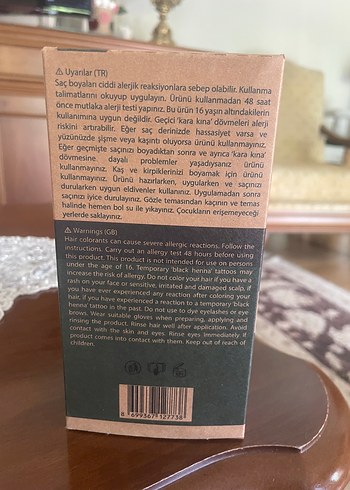 ⚠ Uyarılar (TR)
Saç boyaları ciddi alerjik reaksiyonlara sebep olabilir. Kullanma
talimatlarını okuyup uygulayın. Ürünü kullanmadan 48 saat
önce mutlaka alerji testi yapınız. Bu ürün 16 yaşın altındakilerin
kullanımına uygun değildir. Geçici 'kara kına' dövmeleri alerji
riskini artırabilir. Eğer saç derinizde hassasiyet varsa ve
yüzünüzde şişme veya kaşıntı oluyorsa ürünü kullanmayınız.
Eğer geçmişte saçınızı boyadıktan sonra ve ayrıca 'kara kına'
dövmesine dayalı problemler yaşadıysanız ürünü
kullanmayınız. Kaş ve kirpiklerinizi boyamak için ürünü
kullanmayınız. Ürünü hazırlarken, uygularken ve saçınızı
durularken uygun eldivenler kullanınız. Uygulamadan sonra
saçınızı iyice durulayınız. Gözle temasından kaçının ve temas
halinde hemen bol su ile yıkayınız. Çocukların erişemeyeceği
yerlerde saklayınız.
⚠ Warnings (GB)
Hair colorants can cause severe allergic reactions. Follow the
instructions. Carry out an allergy test 48 hours before using
this product. This product is not intended for use on persons
under the age of 16. Temporary 'black henna' tattoos may
increase the risk of allergy. Do not color your hair if you have a
rash on your face or sensitive, irritated and damaged scalp, if
you have ever experienced any reaction after coloring your
hair, if you have experienced a reaction to a temporary 'black
henna' tattoo in the past. Do not use to dye eyelashes or eye
brows. Wear suitable gloves when preparing, applying and
rinsing the product. Rinse hair well after application. Avoid
contact with the skin and eyes. Rinse eyes immediately if
product comes into contact with them. Keep out of reach of
children.
8 699367 127738